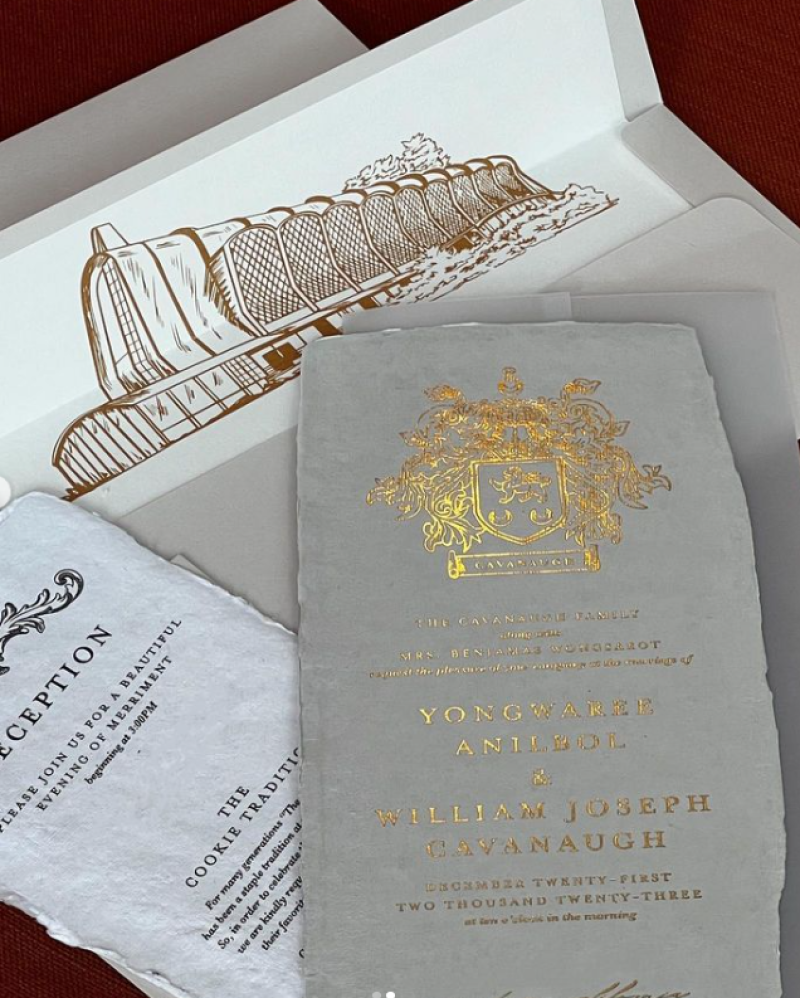 CAVANAUGH
THE CAVANAUGH FAMILY
along with
MRS. BENJAMAS WONGSAROT
request the pleasure of your company at the marriage of
YONGWAREE
ANILBOL
&
WILLIAM JOSEPH
CAVANAUGH
DECEMBER TWENTY-FIRST
TWO THOUSAND TWENTY-THREE
at ten o'clock in the morning
ECEPTION
PLEASE JOIN US FOR A BEAUTIFUL
EVENING OF MERRIMENT
beginning at 3:00PM
THE
COOKIE TRADITIO
For many generations "The
has been a staple tradition at
So, in order to celebrate
we are kindly requ
their favori